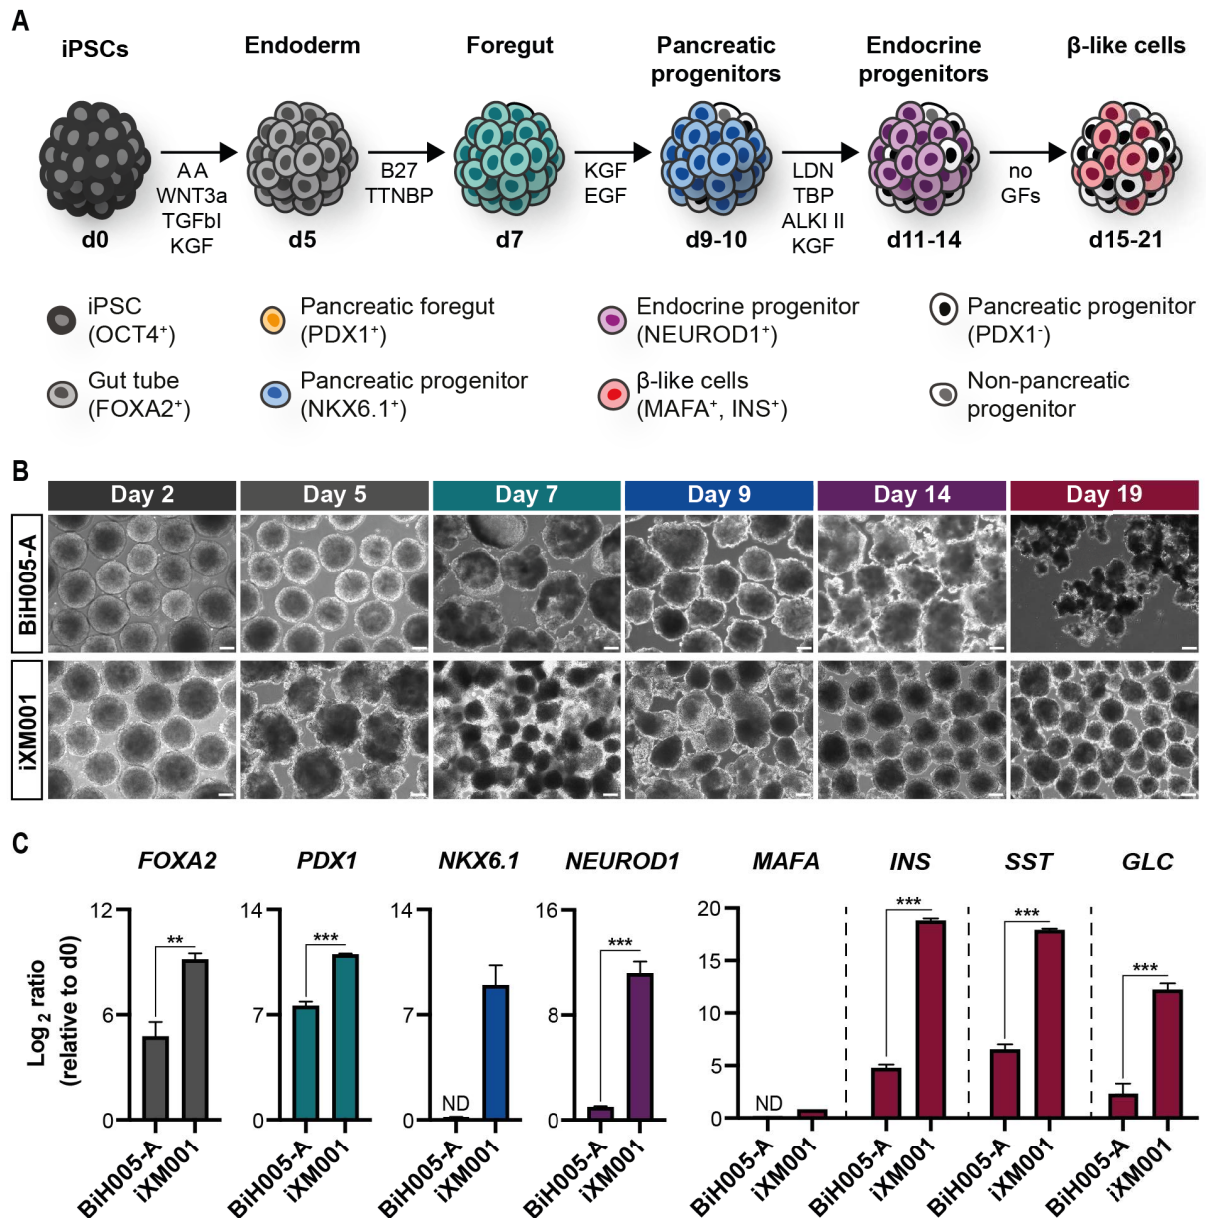 A
iPSCs
Endoderm
Foregut
Pancreatic
progenitors
Endocrine
progenitors
β-like cells
AA
WNT3a
TGFbI
KGF
B27
TTNBP
KGF
EGF
LDN
TBP
ALKI II
KGF
no
GFs
d0
d5
d7
d9-10
d11-14
d15-21
iPSC
(OCT4⁺)
Pancreatic foregut
(PDX1⁺)
Endocrine progenitor
(NEUROD1⁺)
Pancreatic progenitor
(PDX1⁻)
Gut tube
(FOXA2⁺)
Pancreatic progenitor
(NKX6.1⁺)
β-like cells
(MAFA⁺, INS⁺)
Non-pancreatic
progenitor
B
Day 2
Day 5
Day 7
Day 9
Day 14
Day 19
BiH005-A
iXM001
C
Log₂ ratio
(relative to d0)
FOXA2
12
6
0
**
BiH005-A
iXM001
PDX1
14
7
0
***
BiH005-A
iXM001
NKX6.1
14
7
0
ND
BiH005-A
iXM001
NEUROD1
16
8
0
***
BiH005-A
iXM001
MAFA
INS
SST
GLC
20
15
10
5
0
ND
***
***
***
BiH005-A
iXM001
BiH005-A
iXM001
BiH005-A
iXM001
BiH005-A
iXM001